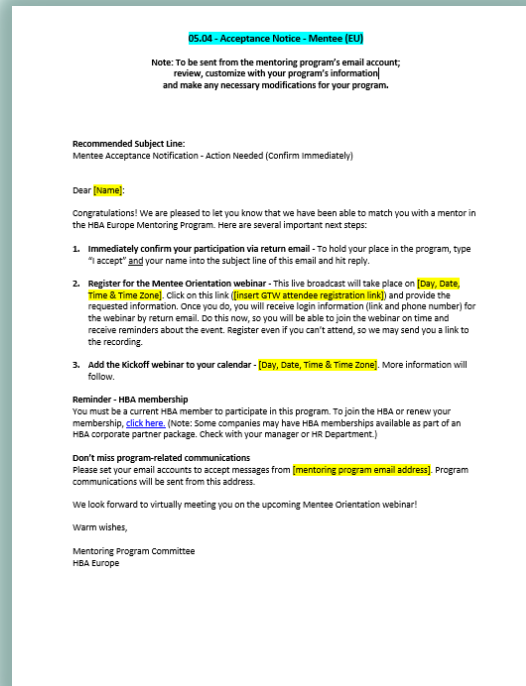 05.04 - Acceptance Notice - Mentee (EU)
Note: To be sent from the mentoring program's email account;
review, customize with your program's information
and make any necessary modifications for your program.
Recommended Subject Line:
Mentee Acceptance Notification - Action Needed (Confirm Immediately)
Dear [Name]:
Congratulations! We are pleased to let you know that we have been able to match you with a mentor in
the HBA Europe Mentoring Program. Here are several important next steps:
1. Immediately confirm your participation via return email - To hold your place in the program, type
"I accept" and your name into the subject line of this email and hit reply.
2. Register for the Mentee Orientation webinar - This live broadcast will take place on [Day, Date,
Time & Time Zone]. Click on this link ([insert GTW attendee registration link]) and provide the
requested information. Once you do, you will receive login information (link and phone number) for
the webinar by return email. Do this now, so you will be able to join the webinar on time and
receive reminders about the event. Register even if you can't attend, so we may send you a link to
the recording.
3. Add the Kickoff webinar to your calendar - [Day, Date, Time & Time Zone]. More information will
follow.
Reminder - HBA membership
You must be a current HBA member to participate in this program. To join the HBA or renew your
membership, click here. (Note: Some companies may have HBA memberships available as part of an
HBA corporate partner package. Check with your manager or HR Department.)
Don't miss program-related communications
Please set your email accounts to accept messages from [mentoring program email address]. Program
communications will be sent from this address.
We look forward to virtually meeting you on the upcoming Mentee Orientation webinar!
Warm wishes,
Mentoring Program Committee
HBA Europe